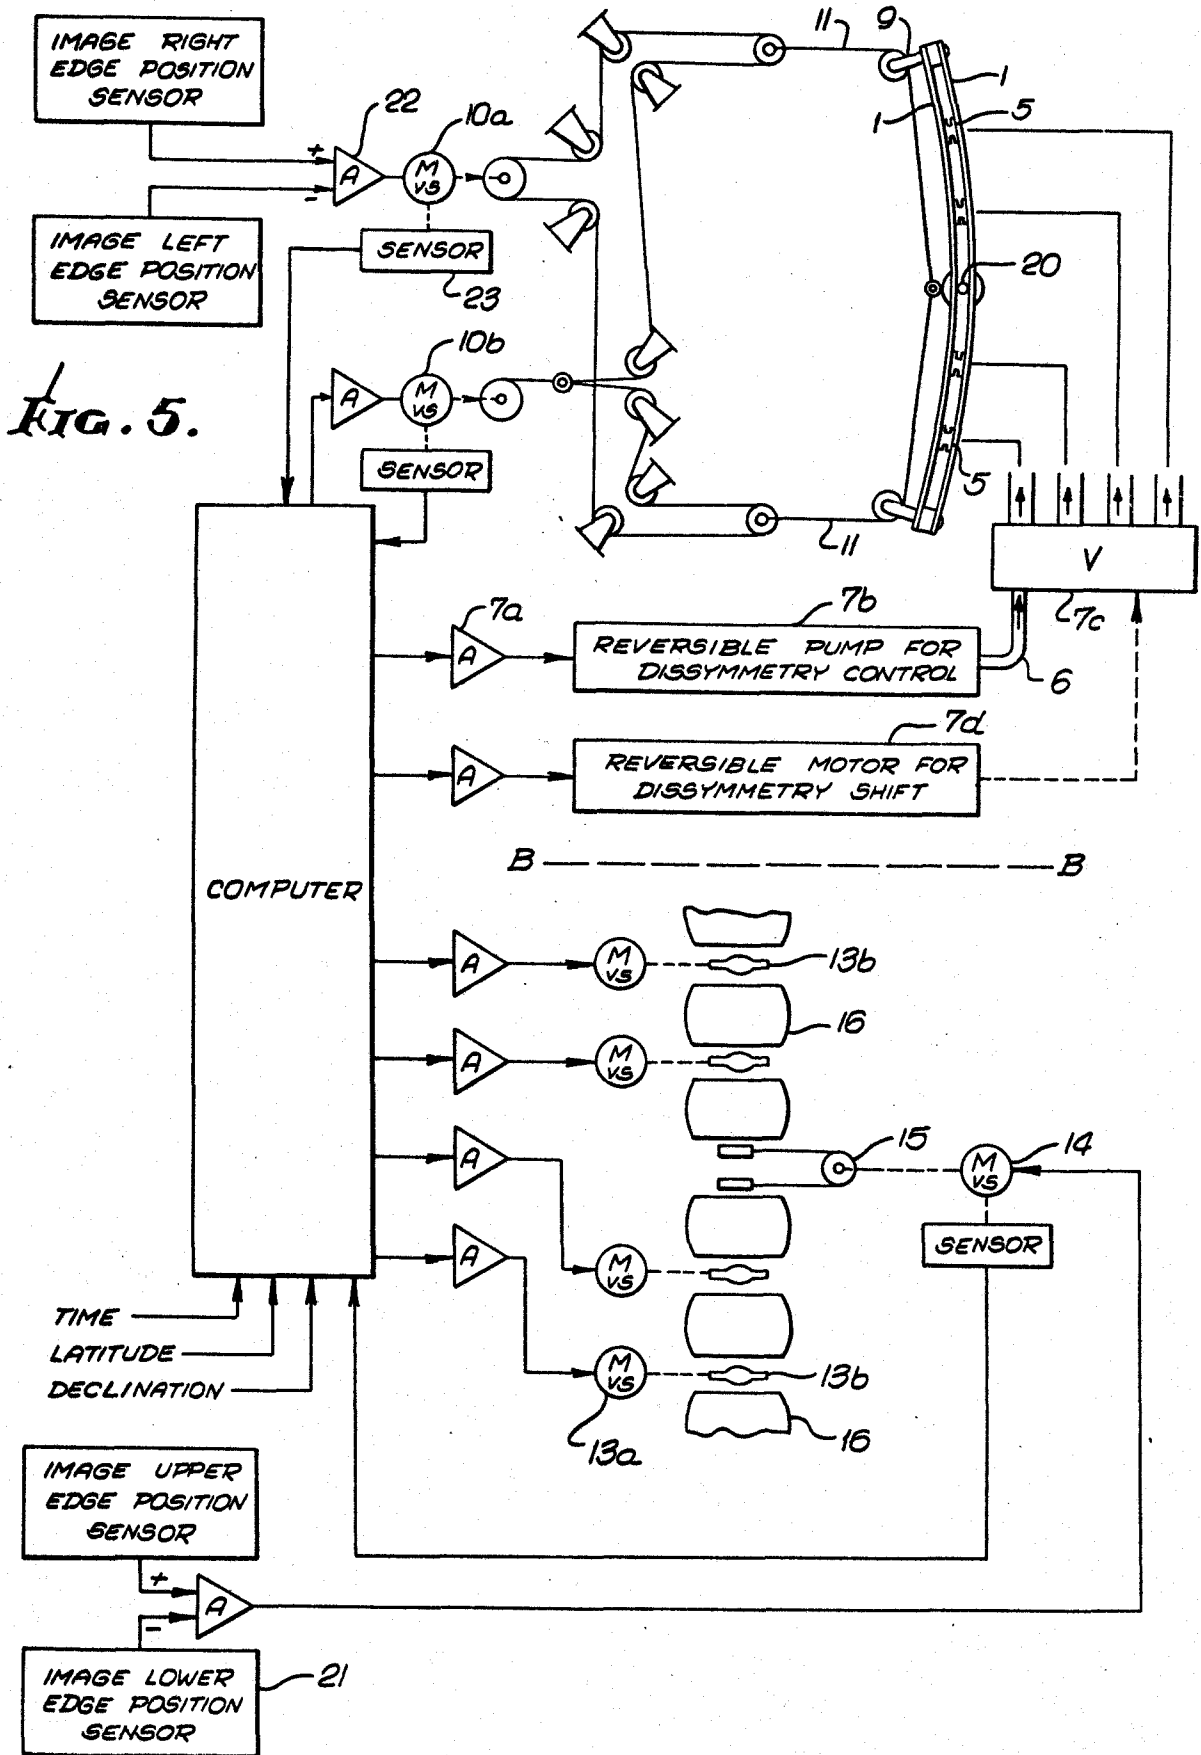 IMAGE RIGHT
EDGE POSITION
SENSOR
22
10a
11
9
1
1
5
+
-
A
M
VS
IMAGE LEFT
EDGE POSITION
SENSOR
SENSOR
23
20
10b
A
M
VS
FIG. 5.
SENSOR
5
11
V
7c
7a
A
7b
REVERSIBLE PUMP FOR
DISSYMMETRY CONTROL
6
7d
A
REVERSIBLE MOTOR FOR
DISSYMMETRY SHIFT
B B
COMPUTER
A
M
VS
13b
16
A
M
VS
A
15
14
M
VS
A
M
VS
SENSOR
TIME
LATITUDE
DECLINATION
M
VS
13b
13a
16
IMAGE UPPER
EDGE POSITION
SENSOR
+
-
A
IMAGE LOWER
EDGE POSITION
SENSOR
21